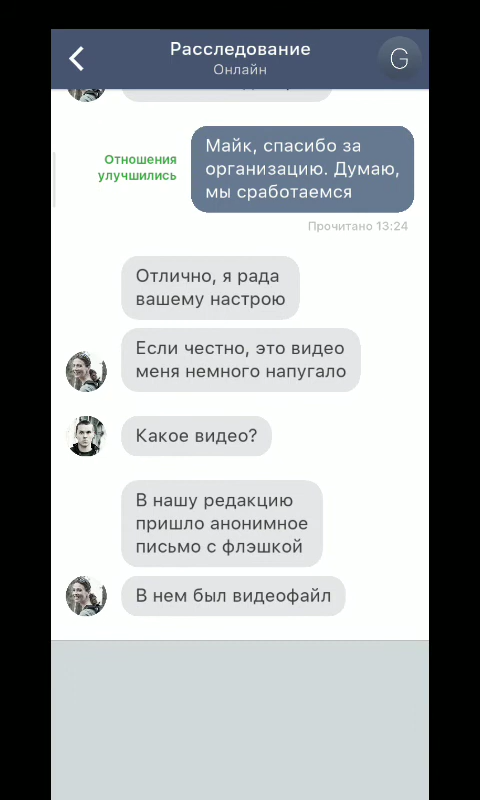 Расследование
Онлайн
G
Отношения
улучшились
Майк, спасибо за
организацию. Думаю,
мы сработаемся
Прочитано 13:24
Отлично, я рада
вашему настрою
Если честно, это видео
меня немного напугало
Какое видео?
В нашу редакцию
пришло анонимное
письмо с флэшкой
В нем был видеофайл